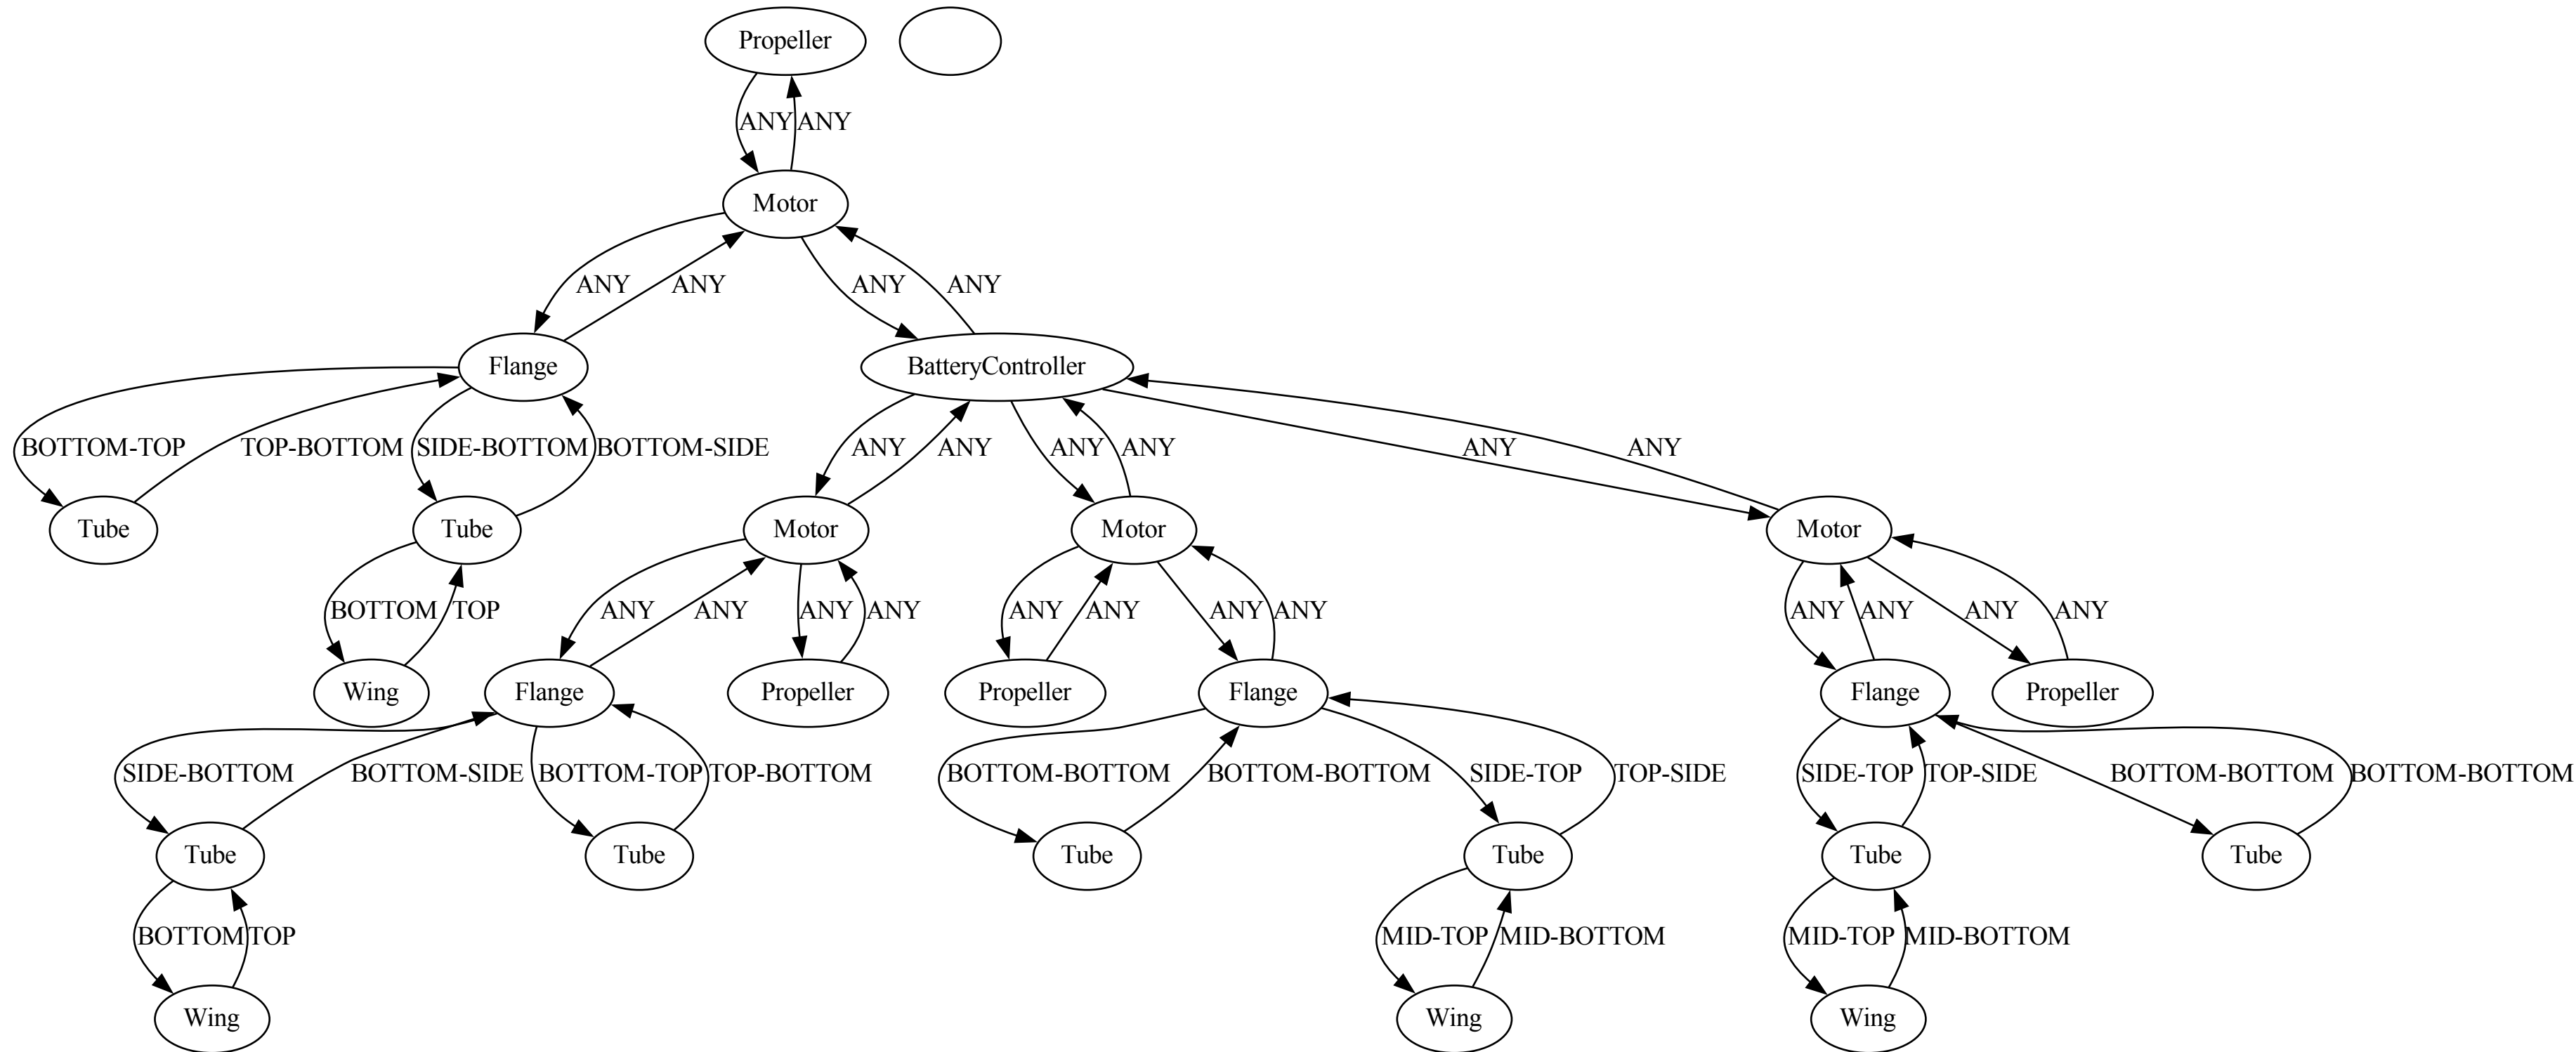 Propeller
ANY ANY
Motor
ANY ANY ANY ANY
Flange BatteryController
BOTTOM-TOP TOP-BOTTOM SIDE-BOTTOM BOTTOM-SIDE ANY ANY ANY ANY ANY ANY
Tube Tube Motor Motor Motor
BOTTOM TOP ANY ANY ANY ANY ANY ANY ANY ANY ANY ANY ANY ANY
Wing Flange Propeller Propeller Flange Flange Propeller
SIDE-BOTTOM BOTTOM-SIDE BOTTOM-TOP TOP-BOTTOM BOTTOM-BOTTOM BOTTOM-BOTTOM SIDE-TOP TOP-SIDE SIDE-TOP TOP-SIDE BOTTOM-BOTTOM BOTTOM-BOTTOM
Tube Tube Tube Tube Tube Tube
BOTTOM TOP MID-TOP MID-BOTTOM MID-TOP MID-BOTTOM
Wing Wing Wing